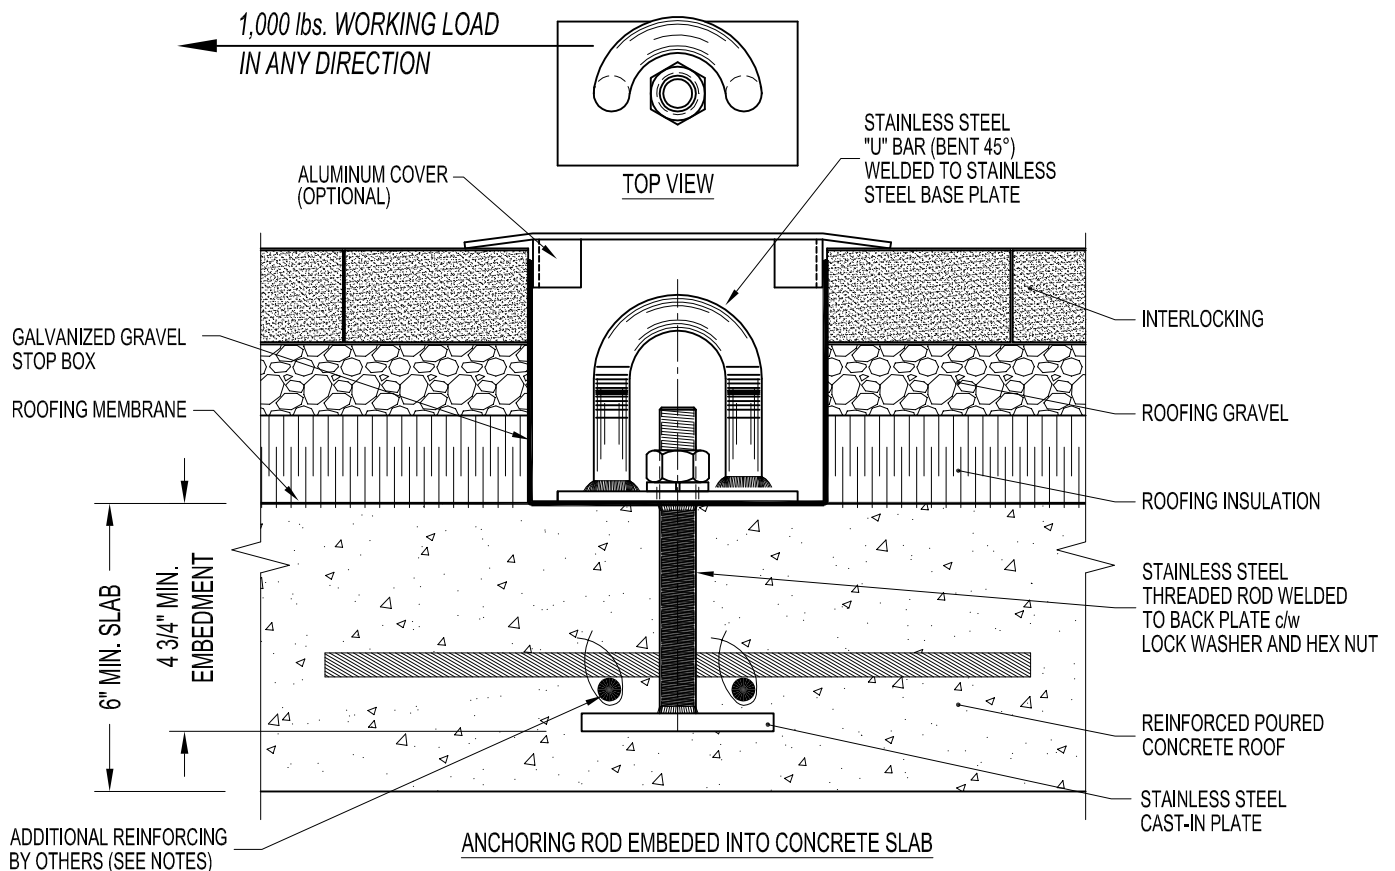 1,000 lbs. WORKING LOAD
IN ANY DIRECTION
TOP VIEW
STAINLESS STEEL
"U" BAR (BENT 45°)
WELDED TO STAINLESS
STEEL BASE PLATE
ALUMINUM COVER
(OPTIONAL)
GALVANIZED GRAVEL
STOP BOX
ROOFING MEMBRANE
INTERLOCKING
ROOFING GRAVEL
ROOFING INSULATION
6" MIN. SLAB
4 3/4" MIN.
EMBEDMENT
STAINLESS STEEL
THREADED ROD WELDED
TO BACK PLATE c/w
LOCK WASHER AND HEX NUT
REINFORCED POURED
CONCRETE ROOF
STAINLESS STEEL
CAST-IN PLATE
ADDITIONAL REINFORCING
BY OTHERS (SEE NOTES)
ANCHORING ROD EMBEDED INTO CONCRETE SLAB